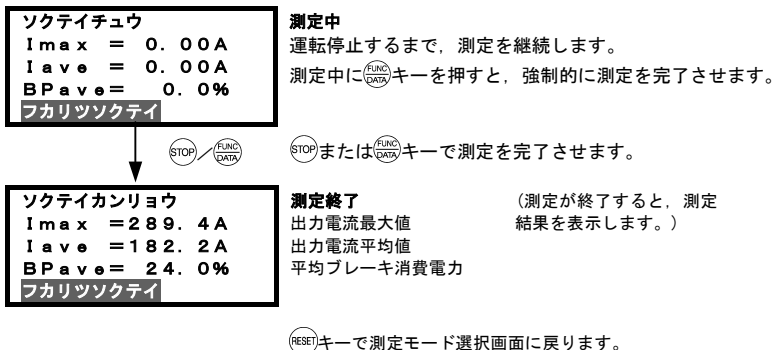 ソクテイチュウ
Imax = 0.00A
Iave = 0.00A
BPave= 0.0%
フカリツソクテイ
測定中
運転停止するまで，測定を継続します。
測定中にFUNC DATAキーを押すと，強制的に測定を完了させます。
STOP／FUNC DATA
STOPまたはFUNC DATAキーで測定を完了させます。
ソクテイカンリョウ
Imax =289.4A
Iave =182.2A
BPave= 24.0%
フカリツソクテイ
測定終了
出力電流最大値
出力電流平均値
平均ブレーキ消費電力
（測定が終了すると，測定
結果を表示します。）
RESETキーで測定モード選択画面に戻ります。